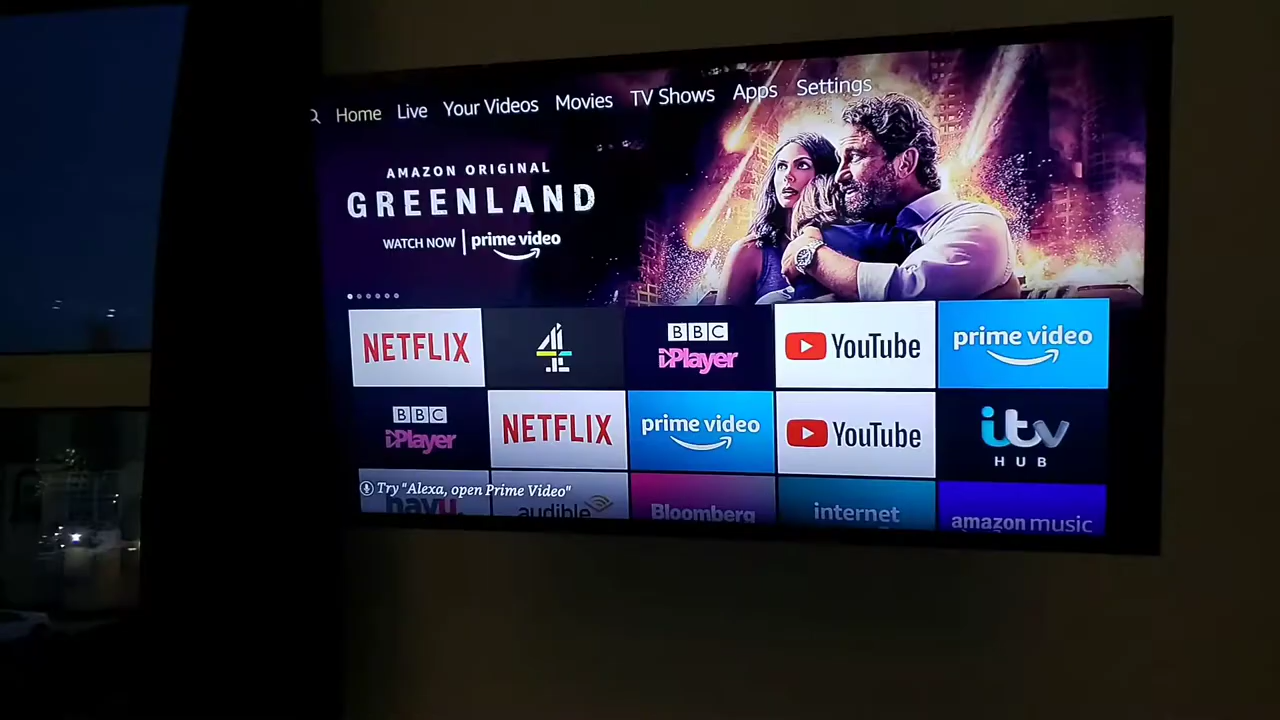 Home Live Your Videos Movies TV Shows Apps Settings
AMAZON ORIGINAL
GREENLAND
WATCH NOW | prime video
NETFLIX
4
BBC
iPlayer
YouTube
prime video
BBC
iPlayer
NETFLIX
prime video
YouTube
itv
HUB
Try "Alexa, open Prime Video"
hayu.
audible
Bloomberg
internet
amazon music